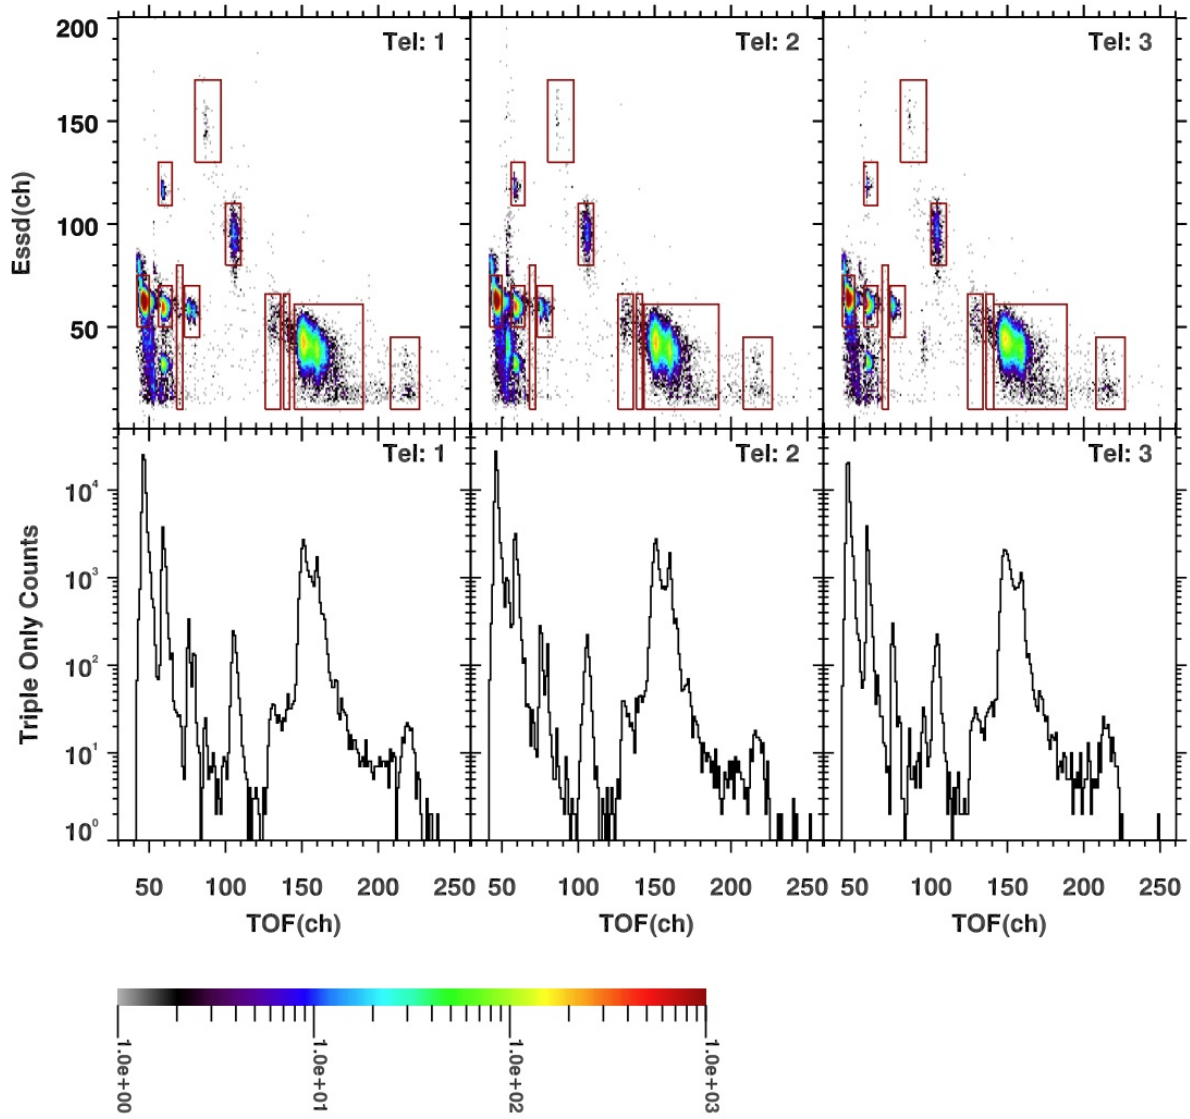 Tel: 1 Tel: 2 Tel: 3
200
150
100
50
Essd(ch)
Tel: 1 Tel: 2 Tel: 3
10⁴
10³
10²
10¹
10⁰
Triple Only Counts
50 100 150 200 250 50 100 150 200 250 50 100 150 200 250
TOF(ch) TOF(ch) TOF(ch)
1.0e+00 1.0e+01 1.0e+02 1.0e+03